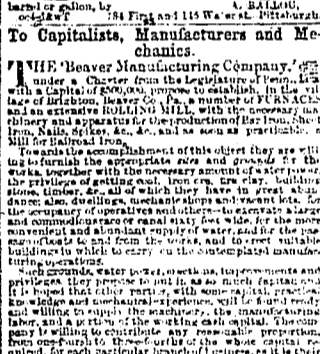 barrel or gallon, by A. BALLOU,
oc4-d&wT 184 First and 115 Water st. Pittsburgh.
To Capitalists, Manufacturers and Me-
chanics.
THE 'Beaver Manufacturing Company,'
under a Charter from the Legislature of Penn.
with a Capital of $500,000, propose to establish, in the vil-
lage of Brighton, Beaver Co., Pa., a number of FURNACES
and an extensive ROLLING MILL, with the necessary ma-
chinery and apparatus for the production of Bar Iron, Sheet
Iron, Nails, Spikes, &c., &c., and as soon as practicable, a
Mill for Railroad Iron.
Towards the accomplishment of this object they are will-
ing to furnish the appropriate sites and grounds for the
works, together with the necessary amount of water power,
the privilege of getting coal, iron ore, fire clay, building
stone, timber, &c., all of which they have in great abun-
dance; also, dwellings, mechanic shops and vacant lots, for
the occupancy of operatives and others—to excavate a large
and commodious race or canal sixty feet wide, for the more
convenient and abundant supply of water, and for the pas-
sage of boats to and from the works, and to erect suitable
buildings in which to carry on the contemplated manufac-
turing operations.
Such grounds, water power, erections, improvements and
privileges they propose to put in as so much capital, and
it is hoped that other parties, with some capital, practical
knowledge and mechanical experience, will be found ready
and willing to supply the machinery, the manufacturing
labor, and a portion of the working cash capital. The com-
pany is willing to contribute any reasonable proportion,
from one-fourth to three-fourths of the whole capital re-
quired, for each particular branch of business, as it is their